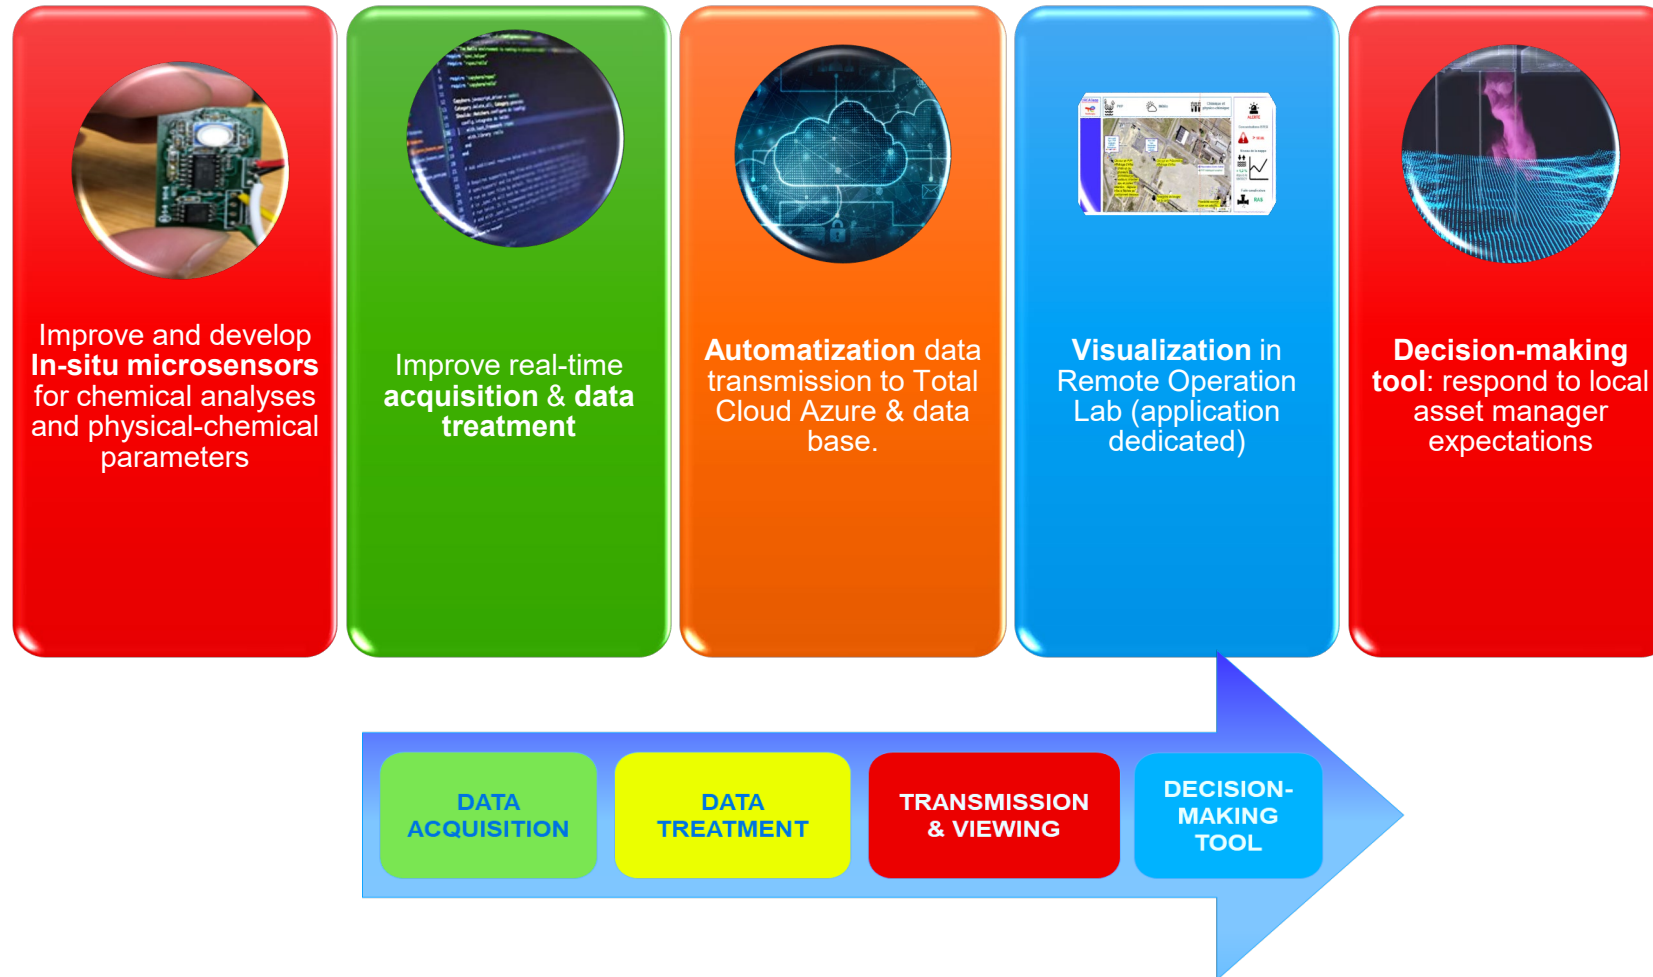 Improve and develop
In-situ microsensors
for chemical analyses
and physical-chemical
parameters
Improve real-time
acquisition & data
treatment
Automatization data
transmission to Total
Cloud Azure & data
base.
ALERTE
Visualization in
Remote Operation
Lab (application
dedicated)
Decision-making
tool: respond to local
asset manager
expectations
DATA
ACQUISITION
DATA
TREATMENT
TRANSMISSION
& VIEWING
DECISION-
MAKING
TOOL